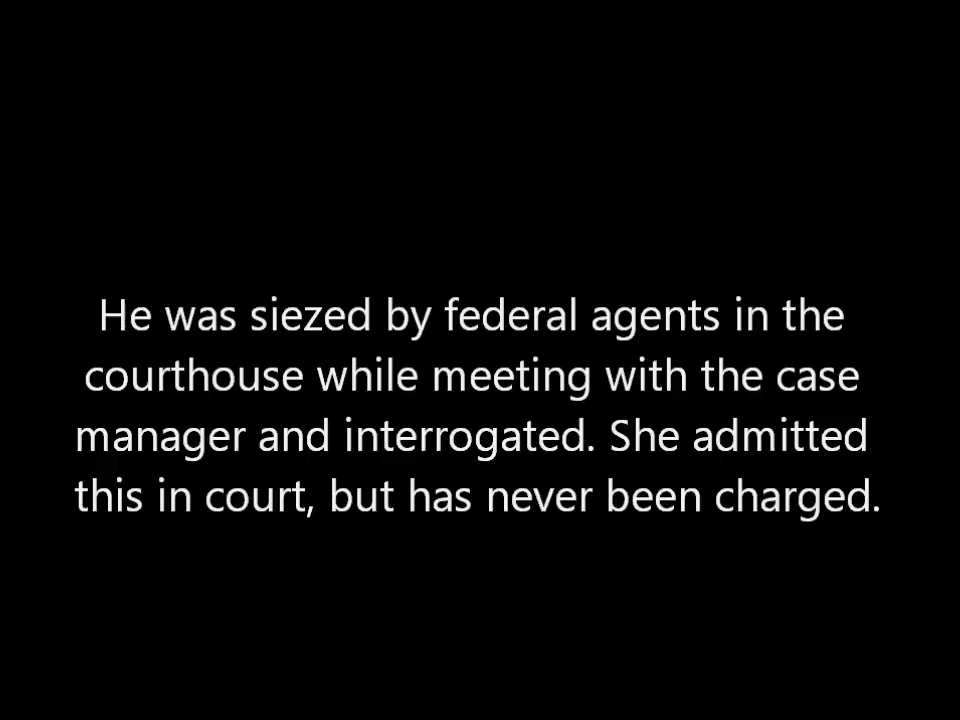 He was siezed by federal agents in the
courthouse while meeting with the case
manager and interrogated. She admitted
this in court, but has never been charged.